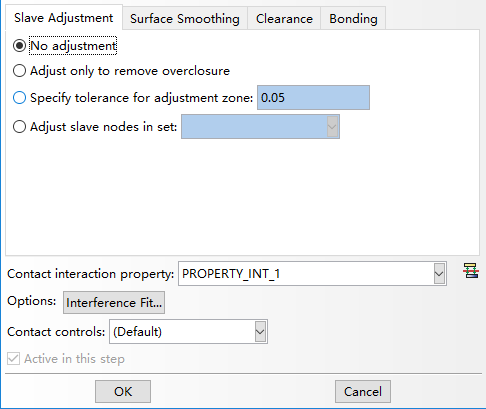 Slave Adjustment Surface Smoothing Clearance Bonding
No adjustment
Adjust only to remove overclosure
Specify tolerance for adjustment zone: 0.05
Adjust slave nodes in set:
Contact interaction property: PROPERTY_INT_1
Options: Interference Fit...
Contact controls: (Default)
Active in this step
OK Cancel